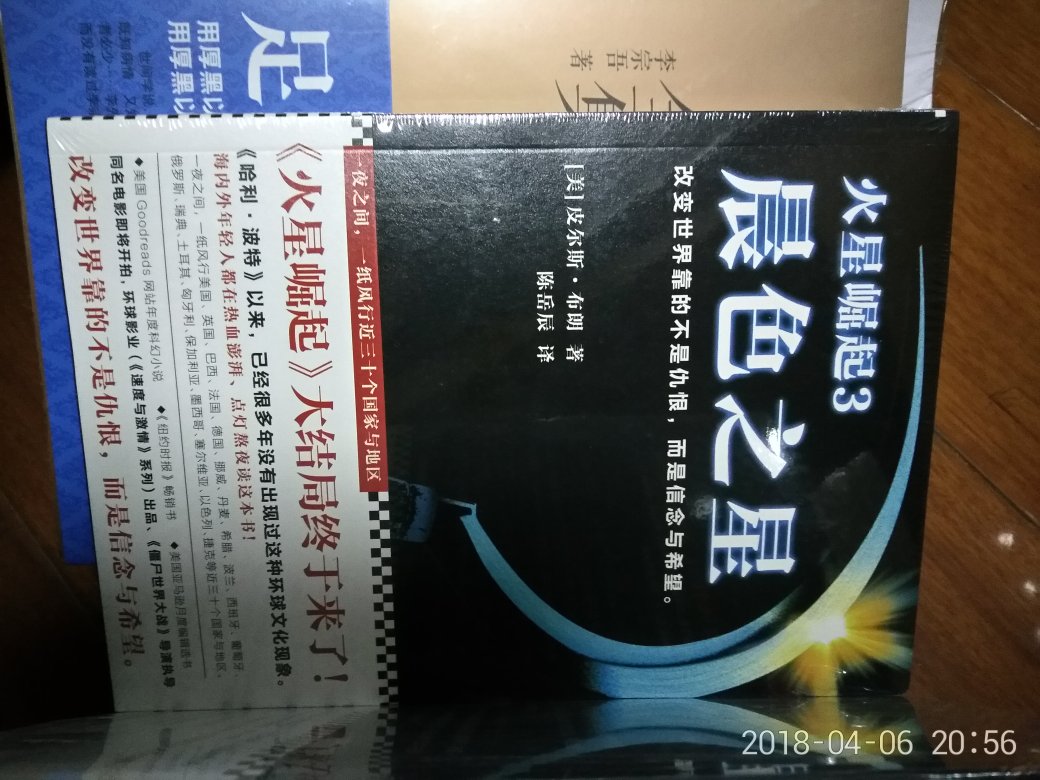 火星崛起3
晨色之星
改变世界靠的不是仇恨，而是信念与希望。
[美]皮尔斯·布朗 著
陈岳辰 译
一夜之间，一纸风行近三十个国家与地区
《火星崛起》大结局终于来了！
《哈利·波特》以来，已经很多年没有出现过这种环球文化现象。
海内外年轻人都在热血澎湃、点灯熬夜读这本书！
一夜之间，一纸风行美国、英国、巴西、法国、德国、挪威、丹麦、希腊、波兰、西班牙、葡萄牙、
俄罗斯、瑞典、土耳其、匈牙利、保加利亚、墨西哥、塞尔维亚、以色列、捷克等近三十个国家与地区。
◆美国 Goodreads 网站年度科幻小说 ◆《纽约时报》畅销书 ◆美国亚马逊月度编辑选书
同名电影即将开拍，环球影业（《速度与激情》系列）出品、《僵尸世界大战》导演执导
改变世界靠的不是仇恨，而是信念与希望。
李宗吾 著
足
用厚黑以
用厚黑以
2018-04-06 20:56